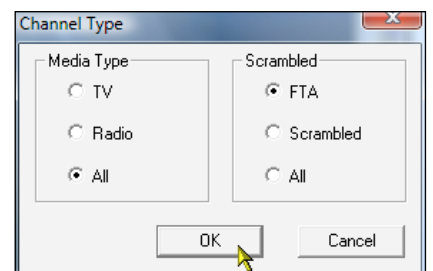 Channel Type
Media Type
TV
Radio
All
Scrambled
FTA
Scrambled
All
OK
Cancel